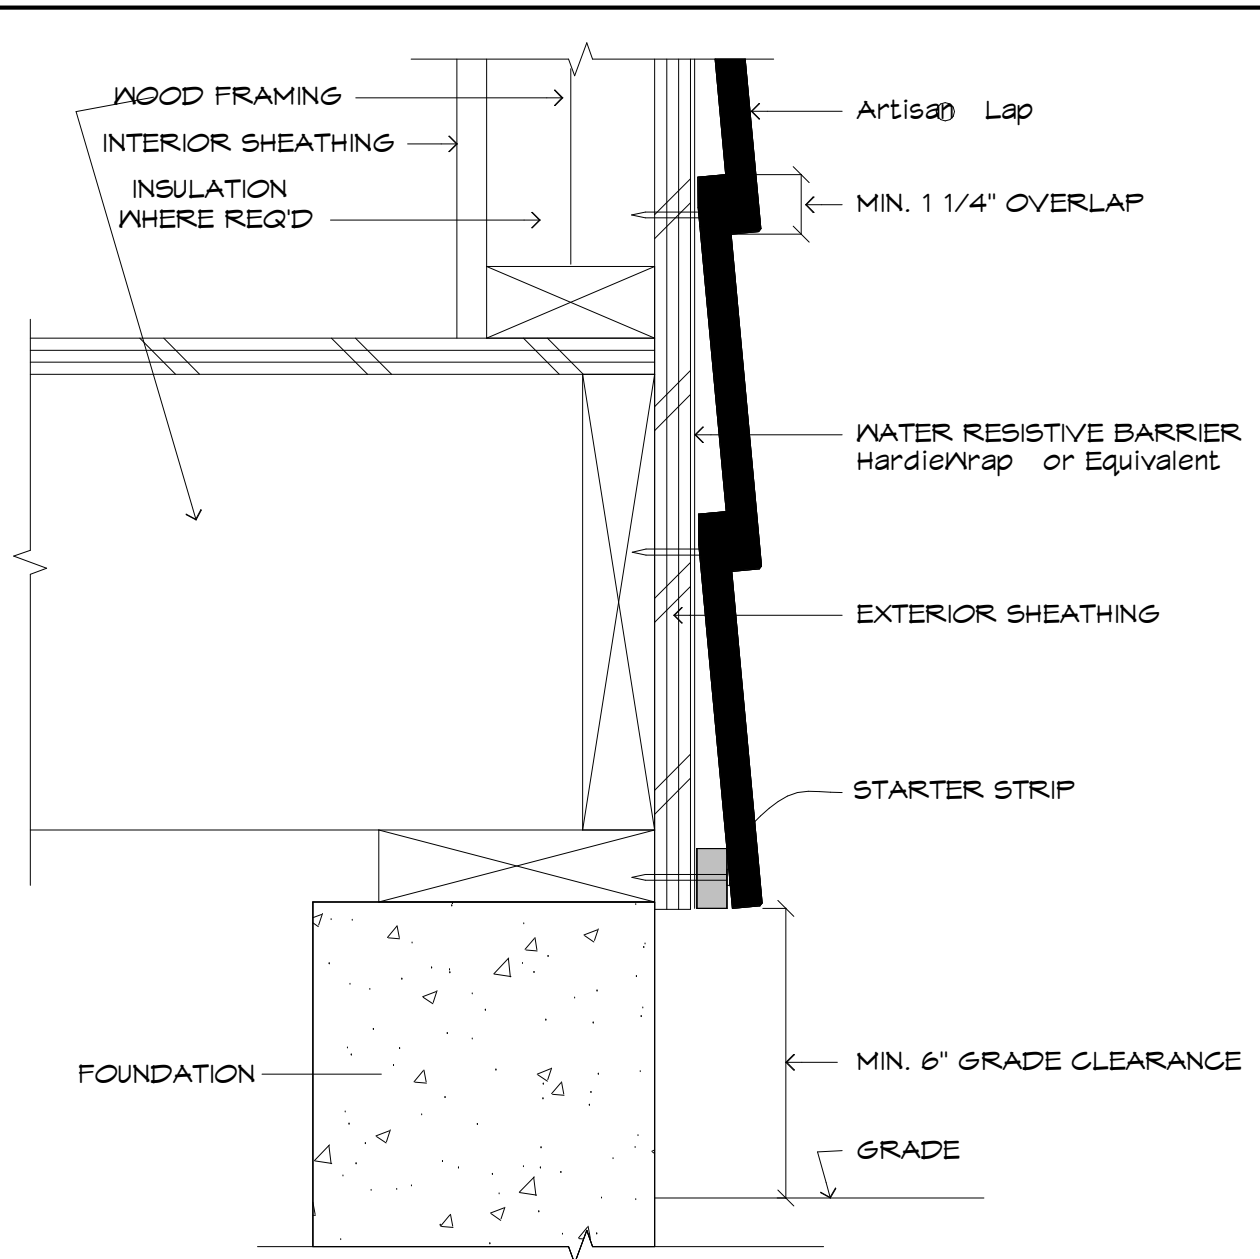 WOOD FRAMING
INTERIOR SHEATHING
INSULATION
WHERE REQ'D
Artisan® Lap
MIN. 1 1/4" OVERLAP
WATER RESISTIVE BARRIER
HardieWrap or Equivalent
EXTERIOR SHEATHING
STARTER STRIP
FOUNDATION
MIN. 6" GRADE CLEARANCE
GRADE